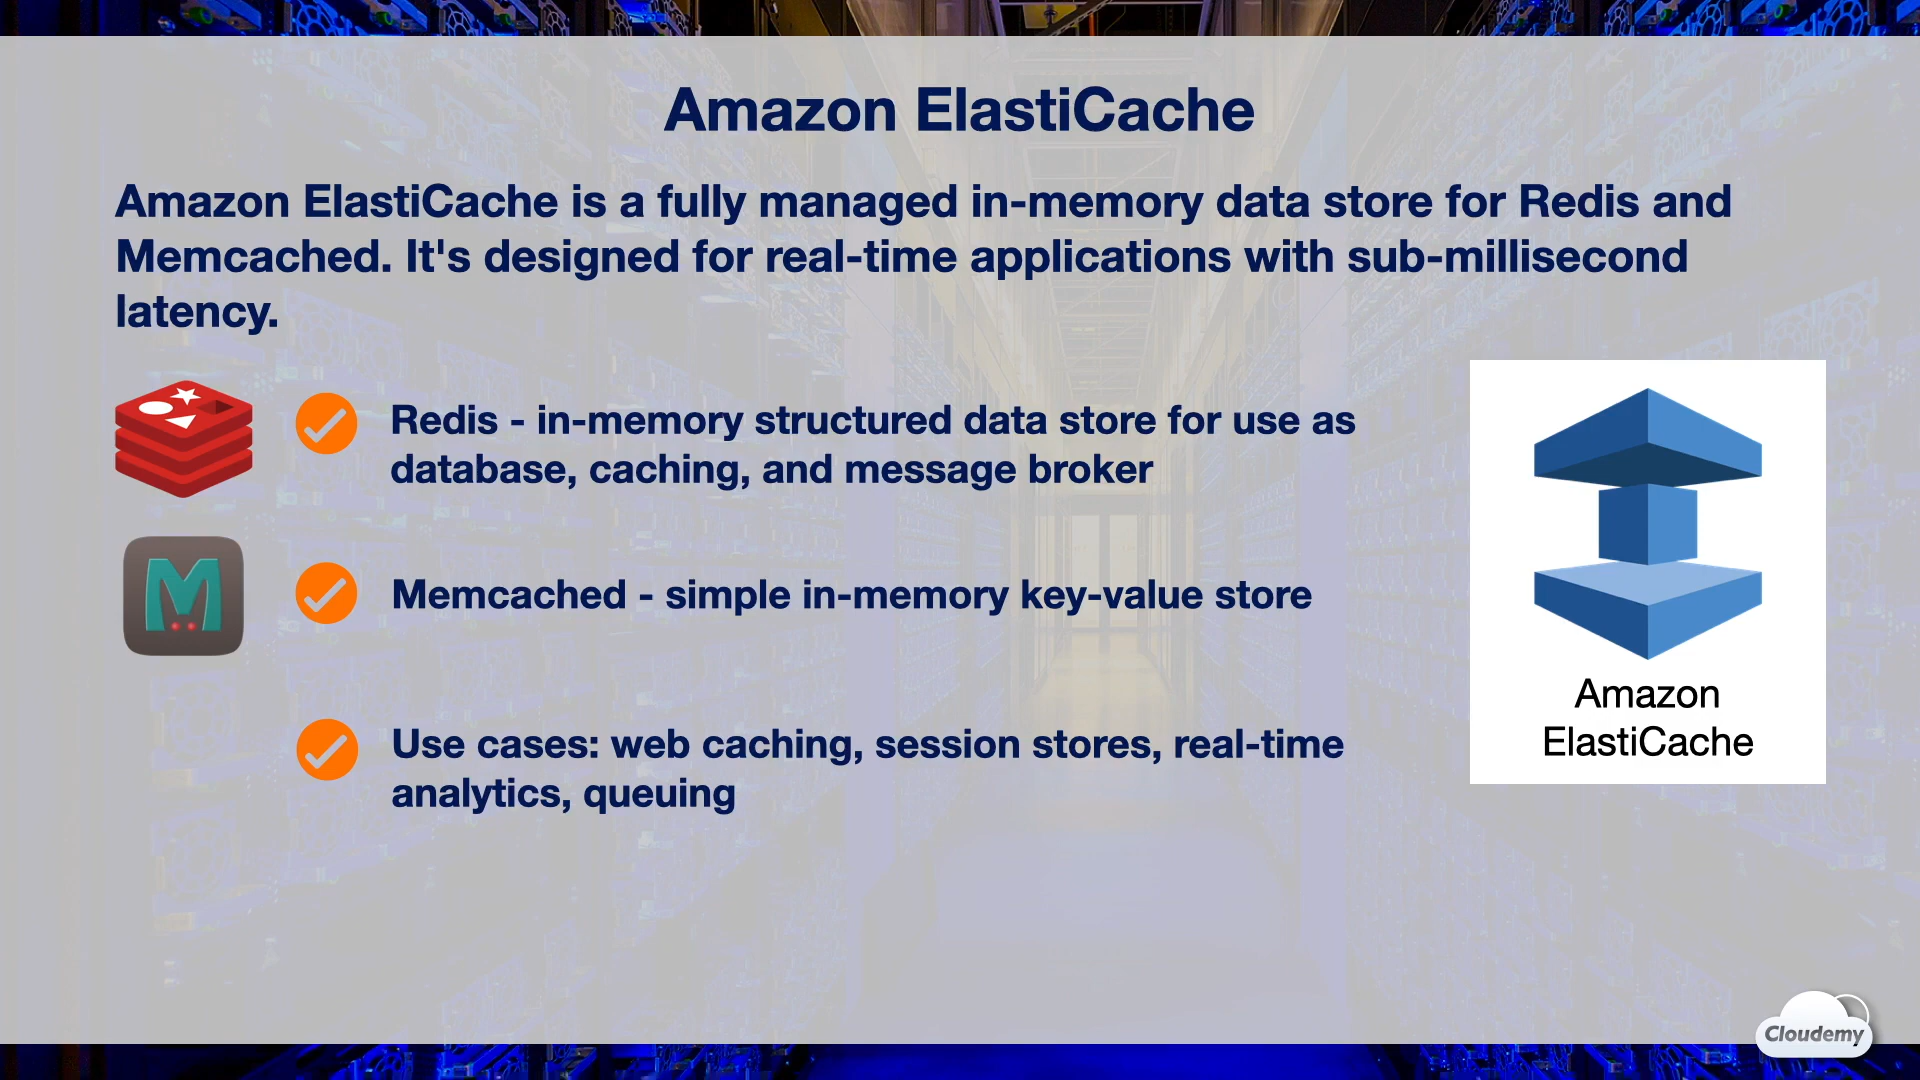 Amazon ElastiCache
Amazon ElastiCache is a fully managed in-memory data store for Redis and
Memcached. It's designed for real-time applications with sub-millisecond
latency.
Redis - in-memory structured data store for use as
database, caching, and message broker
Memcached - simple in-memory key-value store
Use cases: web caching, session stores, real-time
analytics, queuing
Amazon
ElastiCache
Cloudemy